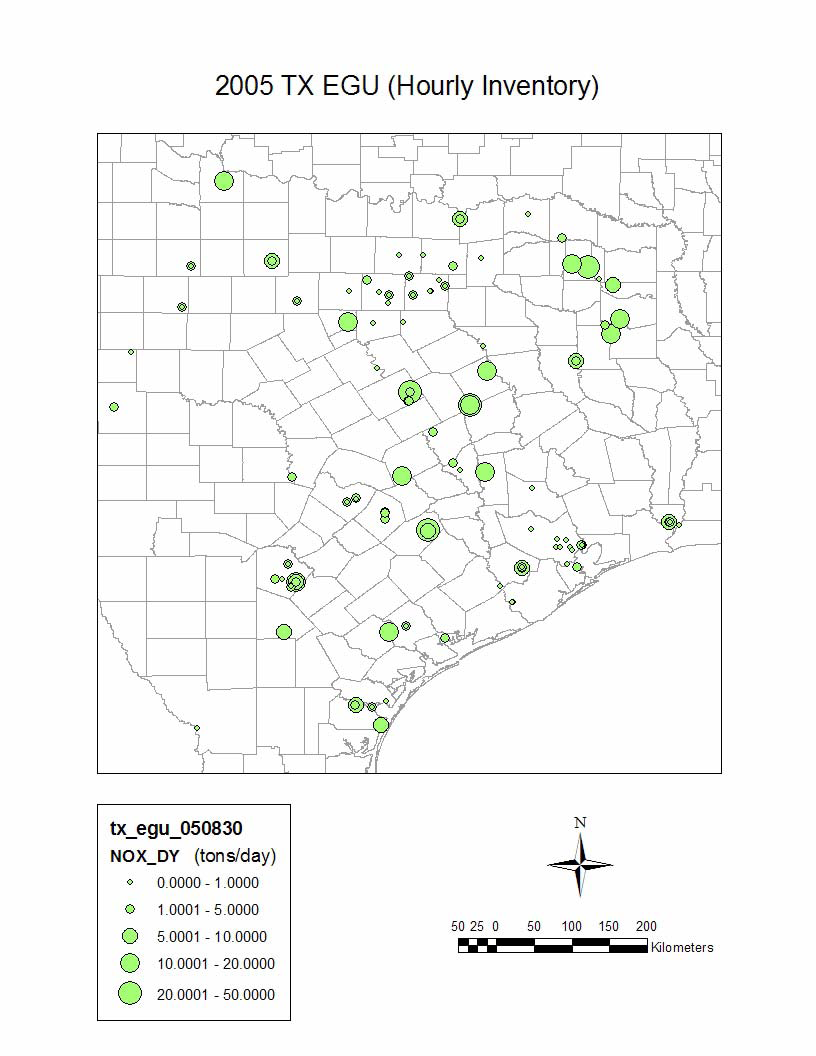 2005 TX EGU (Hourly Inventory)
tx_egu_050830
NOX_DY (tons/day)
0.0000 - 1.0000
1.0001 - 5.0000
5.0001 - 10.0000
10.0001 - 20.0000
20.0001 - 50.0000
N
50 25 0 50 100 150 200
Kilometers